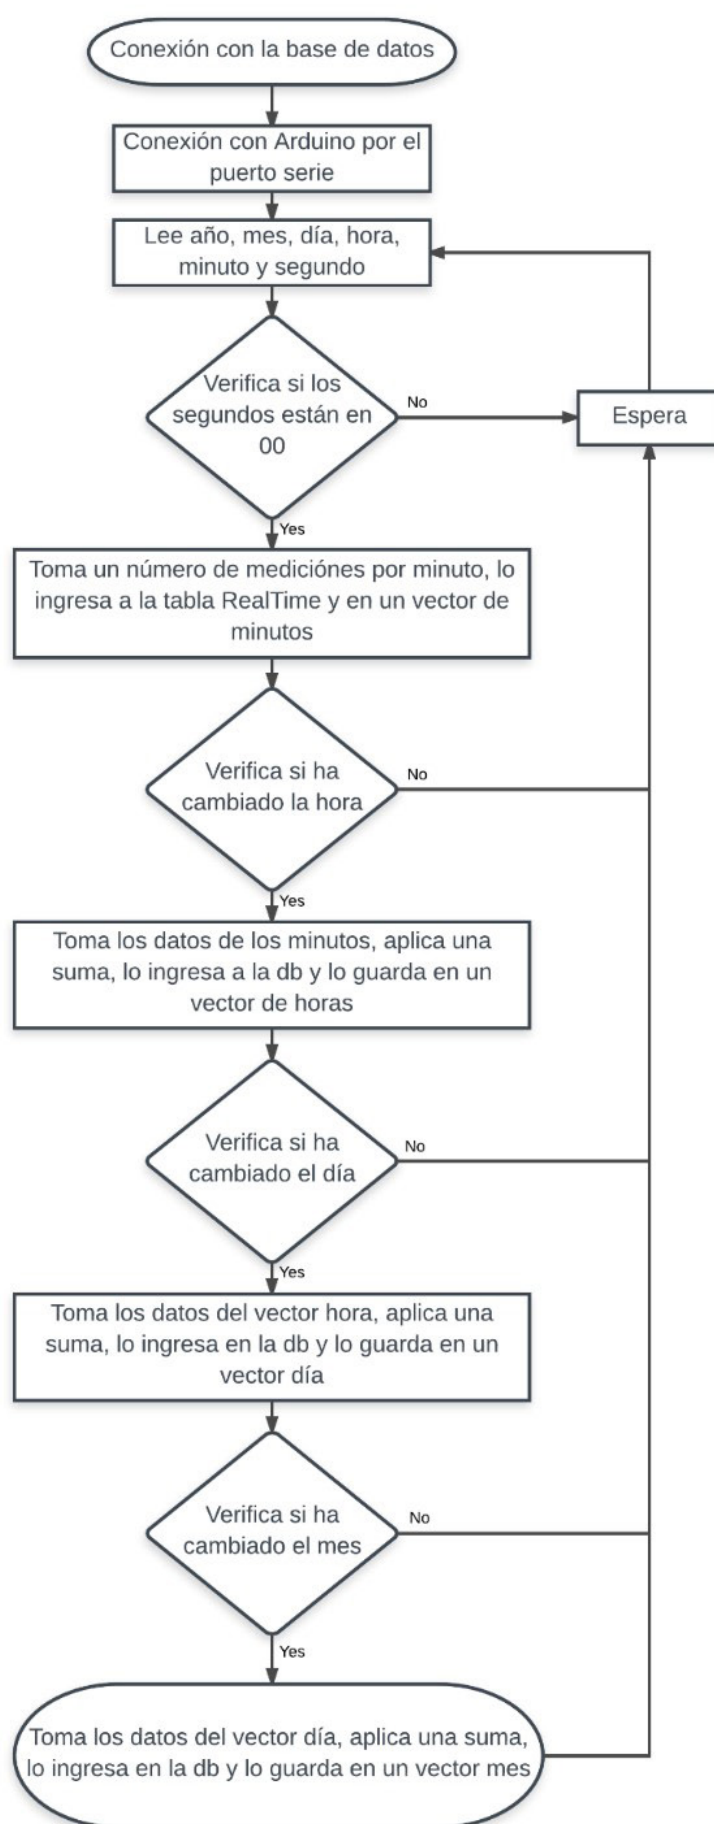 Conexión con la base de datos
Conexión con Arduino por el
puerto serie
Lee año, mes, día, hora,
minuto y segundo
Verifica si los
segundos están en
00
No
Espera
Yes
Toma un número de mediciónes por minuto, lo
ingresa a la tabla RealTime y en un vector de
minutos
Verifica si ha
cambiado la hora
No
Yes
Toma los datos de los minutos, aplica una
suma, lo ingresa a la db y lo guarda en un
vector de horas
Verifica si ha
cambiado el día
No
Yes
Toma los datos del vector hora, aplica una
suma, lo ingresa en la db y lo guarda en un
vector día
Verifica si ha
cambiado el mes
No
Yes
Toma los datos del vector día, aplica una suma,
lo ingresa en la db y lo guarda en un vector mes